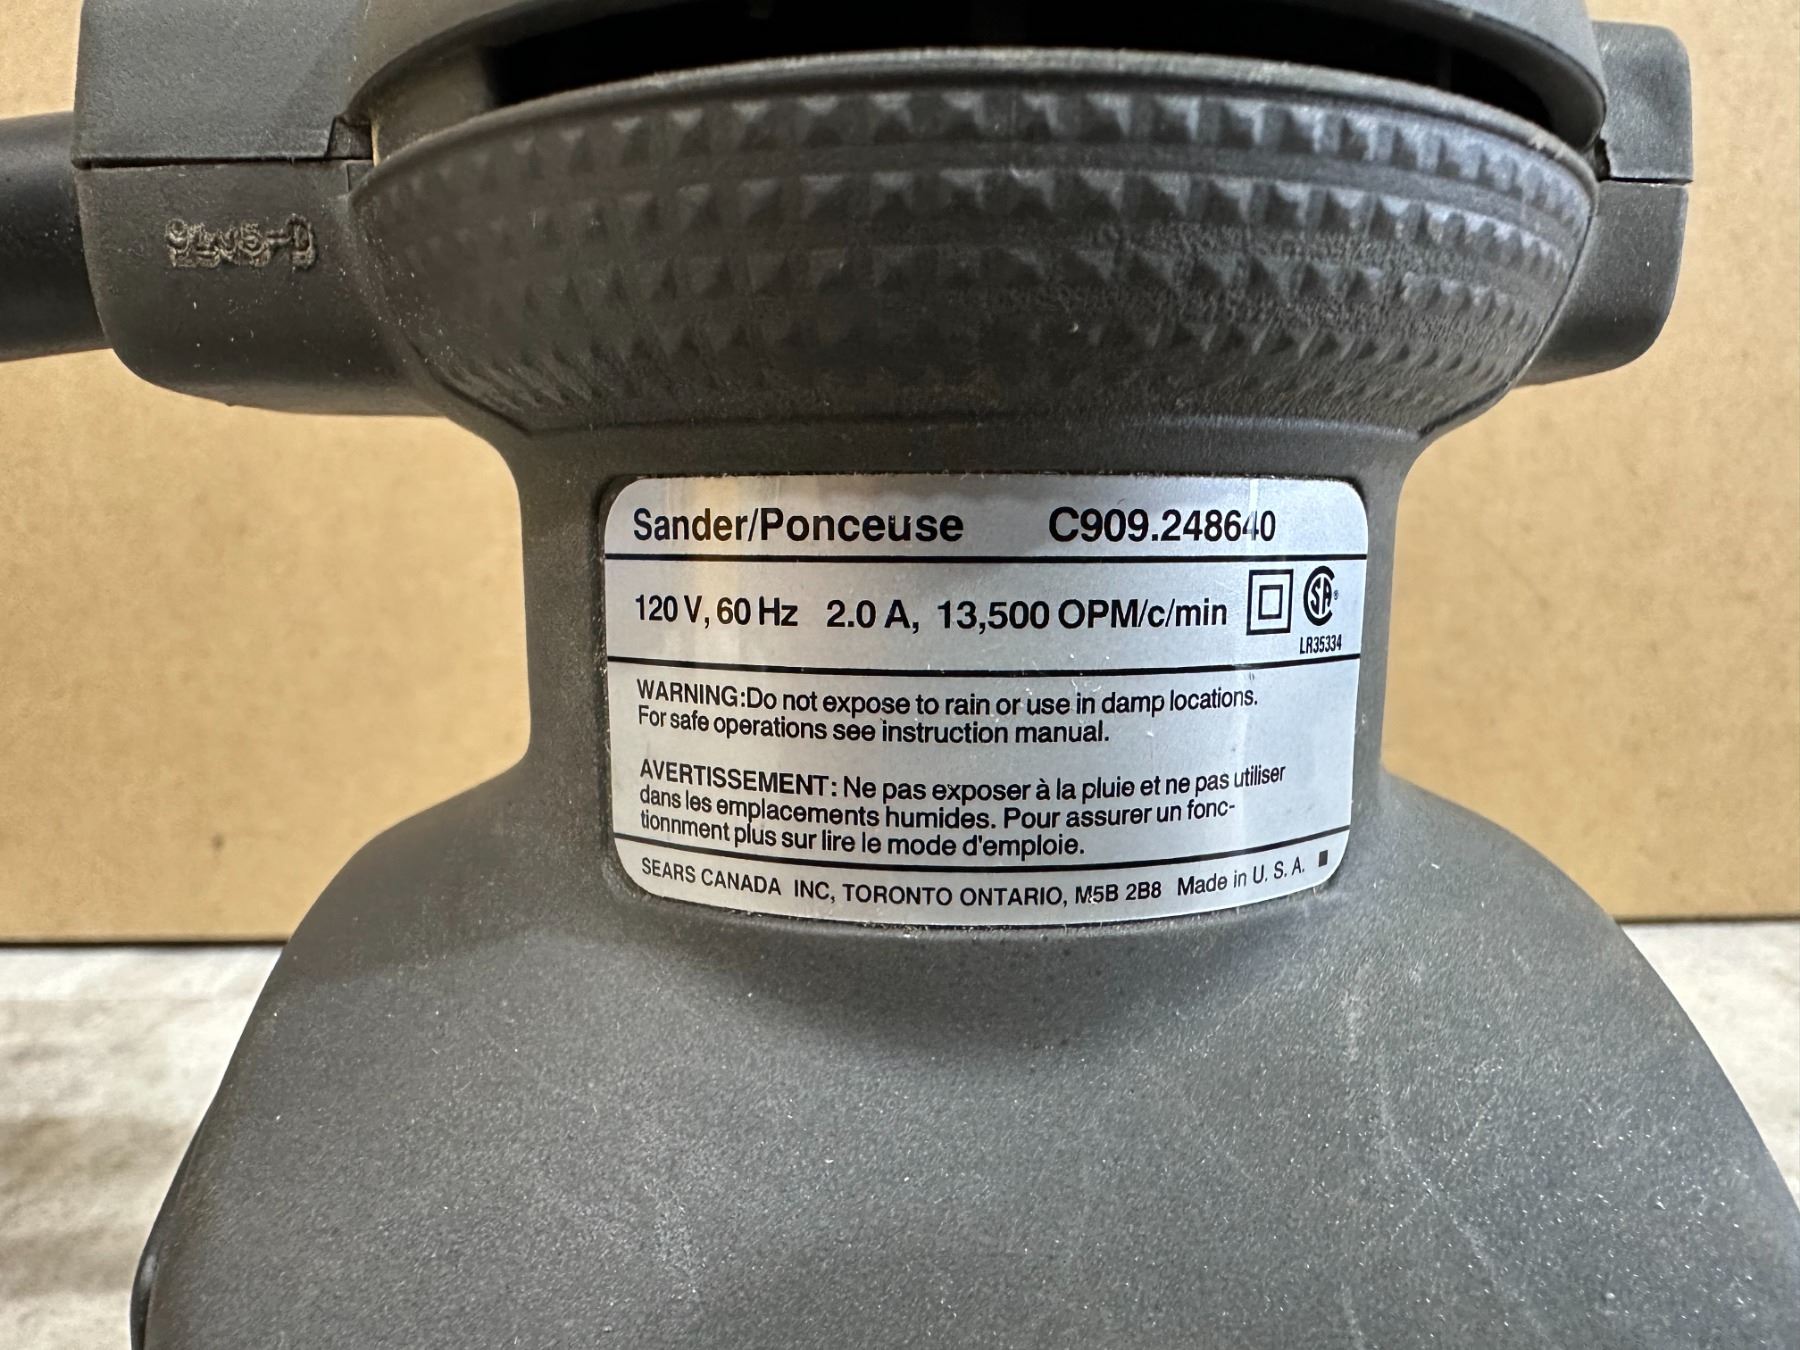 Sander/Ponceuse C909.248640
120 V, 60 Hz 2.0 A, 13,500 OPM/c/min
SA
LR35334
WARNING:Do not expose to rain or use in damp locations.
For safe operations see instruction manual.
AVERTISSEMENT: Ne pas exposer à la pluie et ne pas utiliser
dans les emplacements humides. Pour assurer un fonc-
tionnment plus sur lire le mode d'emploie.
SEARS CANADA INC, TORONTO ONTARIO, M5B 2B8 Made in U. S. A.